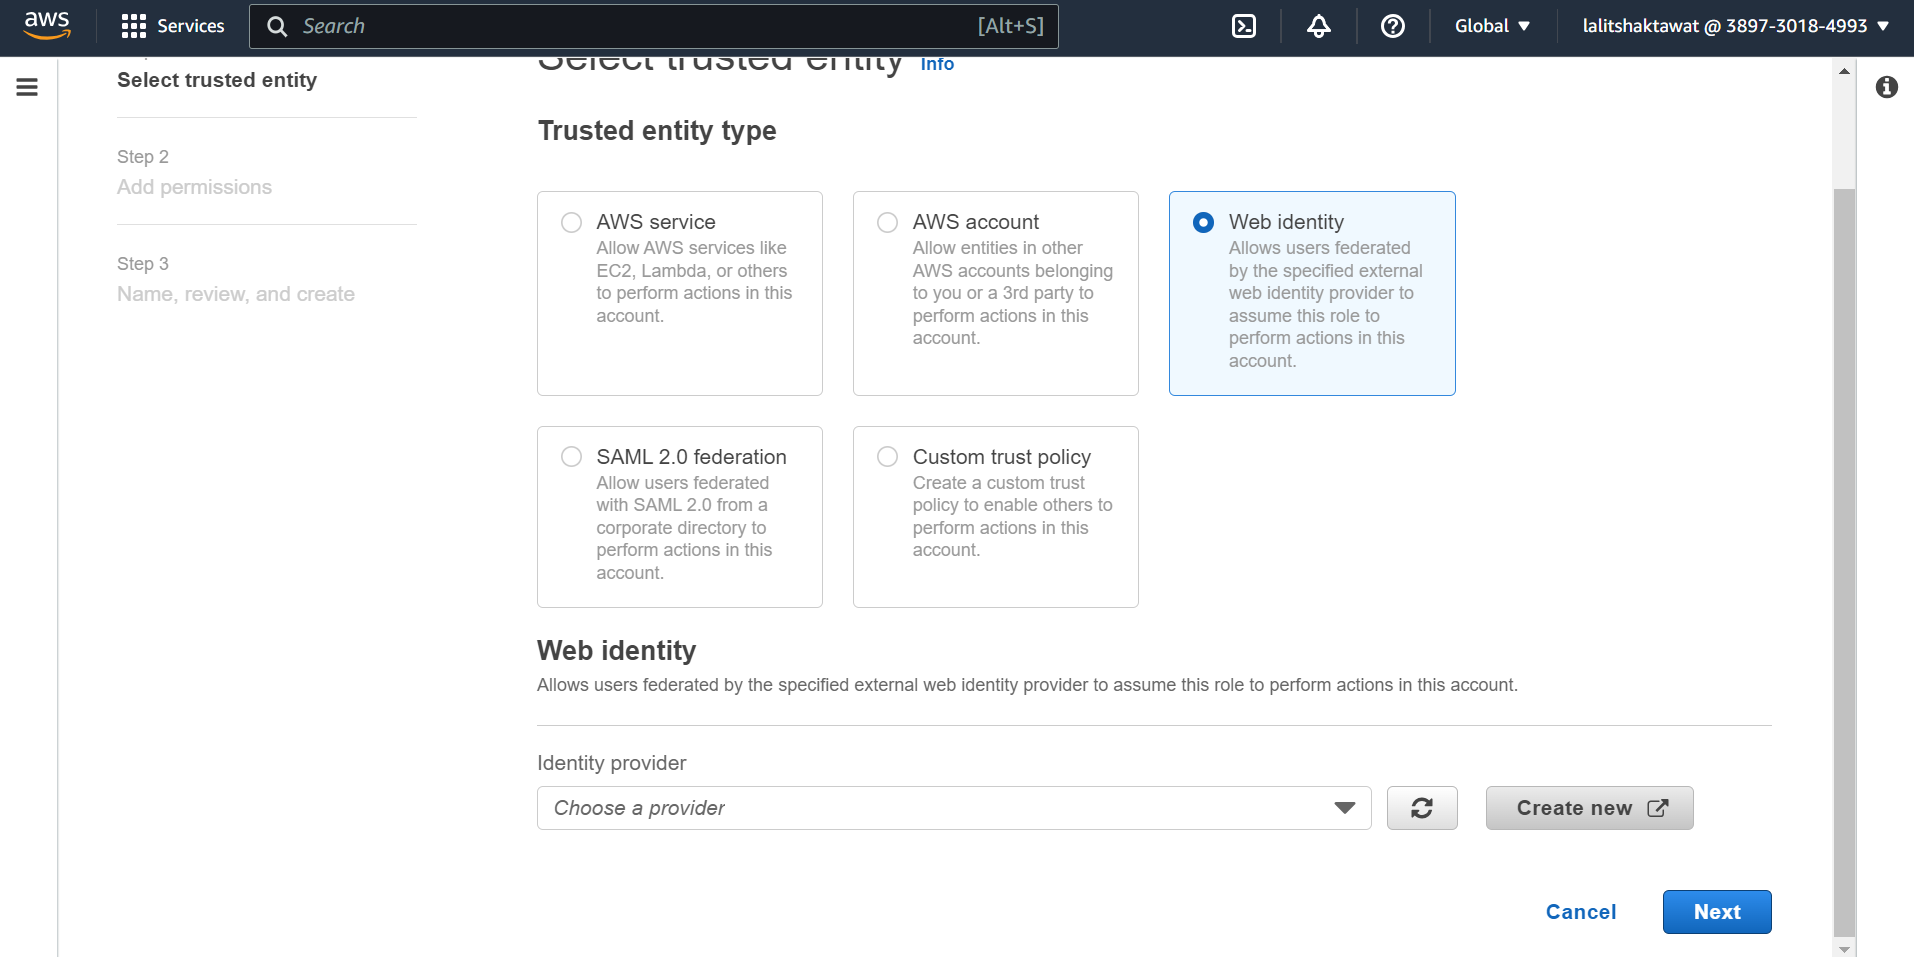 aws
Services
Search
[Alt+S]
Global
lalitshaktawat @ 3897-3018-4993
Select trusted entity
Step 2
Add permissions
Step 3
Name, review, and create
Select trusted entity Info
Trusted entity type
AWS service
Allow AWS services like
EC2, Lambda, or others
to perform actions in this
account.
AWS account
Allow entities in other
AWS accounts belonging
to you or a 3rd party to
perform actions in this
account.
Web identity
Allows users federated
by the specified external
web identity provider to
assume this role to
perform actions in this
account.
SAML 2.0 federation
Allow users federated
with SAML 2.0 from a
corporate directory to
perform actions in this
account.
Custom trust policy
Create a custom trust
policy to enable others to
perform actions in this
account.
Web identity
Allows users federated by the specified external web identity provider to assume this role to perform actions in this account.
Identity provider
Choose a provider
Create new
Cancel
Next